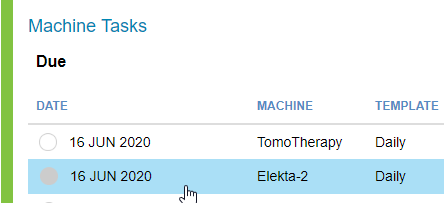 Machine Tasks
Due
DATE MACHINE TEMPLATE
16 JUN 2020 TomoTherapy Daily
16 JUN 2020 Elekta-2 Daily